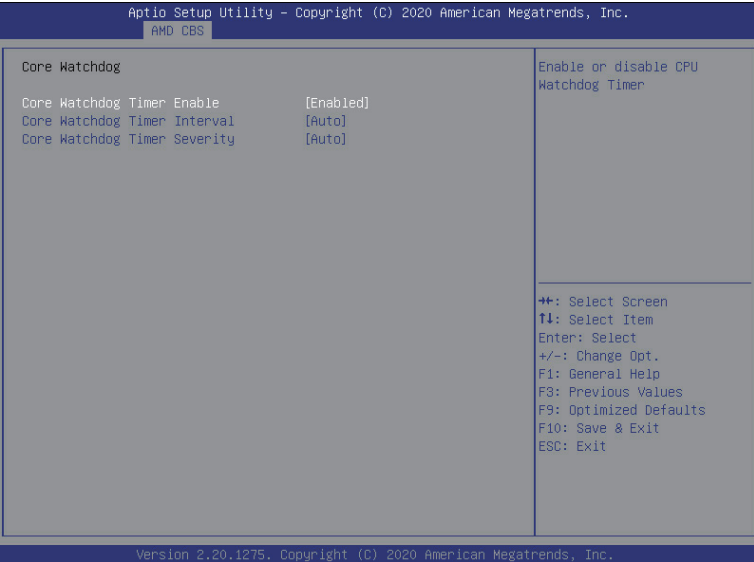 Aptio Setup Utility – Copyright (C) 2020 American Megatrends, Inc.
AMD CBS
Core Watchdog
Core Watchdog Timer Enable [Enabled]
Core Watchdog Timer Interval [Auto]
Core Watchdog Timer Severity [Auto]
Enable or disable CPU
Watchdog Timer
→←: Select Screen
↑↓: Select Item
Enter: Select
+/-: Change Opt.
F1: General Help
F3: Previous Values
F9: Optimized Defaults
F10: Save & Exit
ESC: Exit
Version 2.20.1275. Copyright (C) 2020 American Megatrends, Inc.